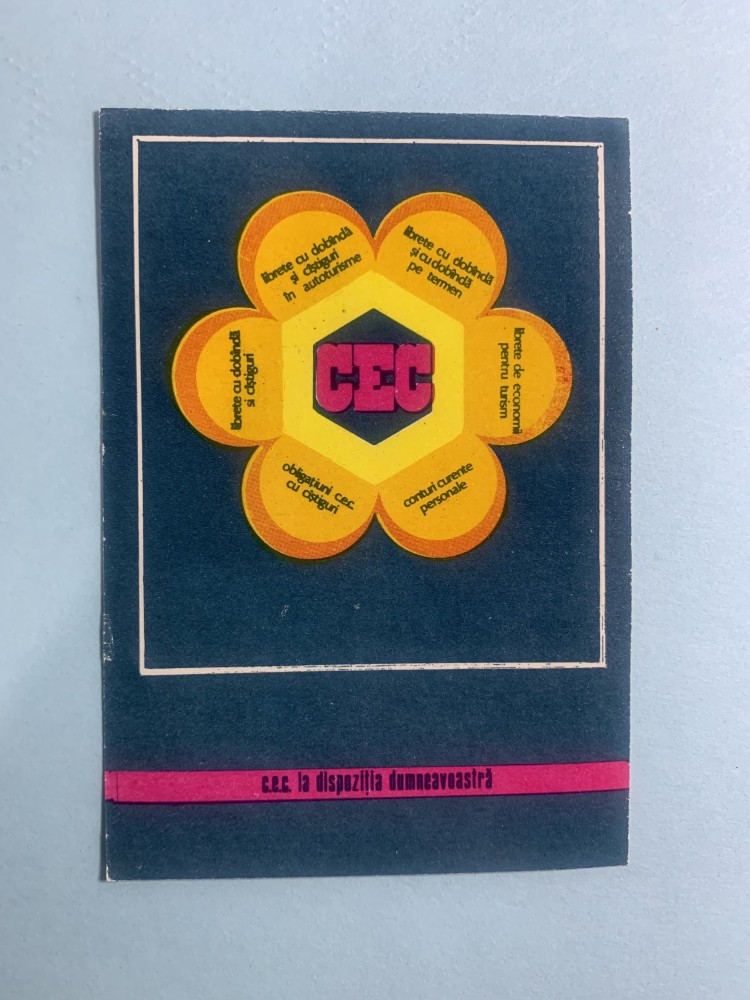 librete cu dobîndă
și cîștiguri
în autoturisme
librete cu dobîndă
și cu dobîndă
pe termen
librete de economii
pentru turism
conturi curente
personale
obligațiuni c.e.c.
cu cîștiguri
librete cu dobîndă
si cîștiguri
CEC
c.e.c. la dispoziția dumneavoastră